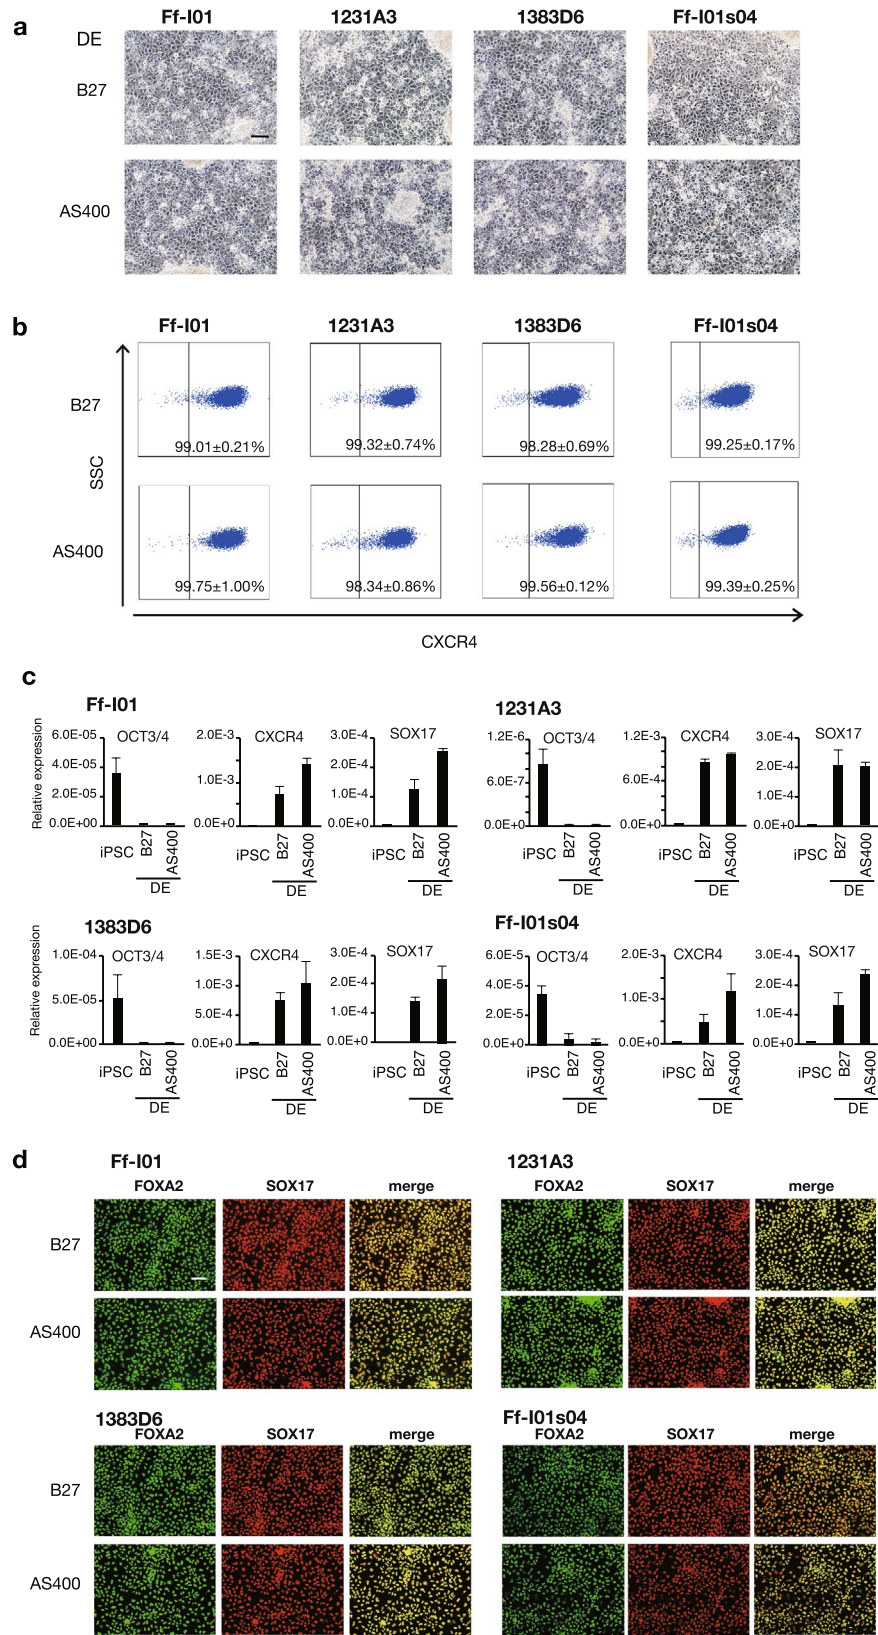 a
Ff-I01 1231A3 1383D6 Ff-I01s04
DE
B27
AS400
b
Ff-I01 1231A3 1383D6 Ff-I01s04
B27
99.01±0.21% 99.32±0.74% 98.28±0.69% 99.25±0.17%
SSC
AS400
99.75±1.00% 98.34±0.86% 99.56±0.12% 99.39±0.25%
CXCR4
c
Ff-I01
Relative expression
OCT3/4
6.0E-05
4.0E-05
2.0E-05
0.0E+00
iPSC B27 AS400
DE
CXCR4
2.0E-3
1.0E-3
0.0E+0
iPSC B27 AS400
DE
SOX17
3.0E-4
2.0E-4
1.0E-4
0.0E+0
iPSC B27 AS400
DE
1231A3
OCT3/4
1.2E-6
6.0E-7
0.0E+0
iPSC B27 AS400
DE
CXCR4
1.2E-3
6.0E-4
0.0E+0
iPSC B27 AS400
DE
SOX17
3.0E-4
2.0E-4
1.0E-4
0.0E+0
iPSC B27 AS400
DE
1383D6
Relative expression
OCT3/4
1.0E-04
5.0E-05
0.0E+00
iPSC B27 AS400
DE
CXCR4
1.5E-3
1.0E-3
5.0E-4
0.0E+0
iPSC B27 AS400
DE
SOX17
3.0E-4
2.0E-4
1.0E-4
0.0E+0
iPSC B27 AS400
DE
Ff-I01s04
OCT3/4
6.0E-5
4.0E-5
2.0E-5
0.0E+0
iPSC B27 AS400
DE
CXCR4
2.0E-3
1.0E-3
0.0E+0
iPSC B27 AS400
DE
SOX17
3.0E-4
2.0E-4
1.0E-4
0.0E+0
iPSC B27 AS400
DE
d
Ff-I01 1231A3
FOXA2 SOX17 merge FOXA2 SOX17 merge
B27
AS400
1383D6 Ff-I01s04
FOXA2 SOX17 merge FOXA2 SOX17 merge
B27
AS400